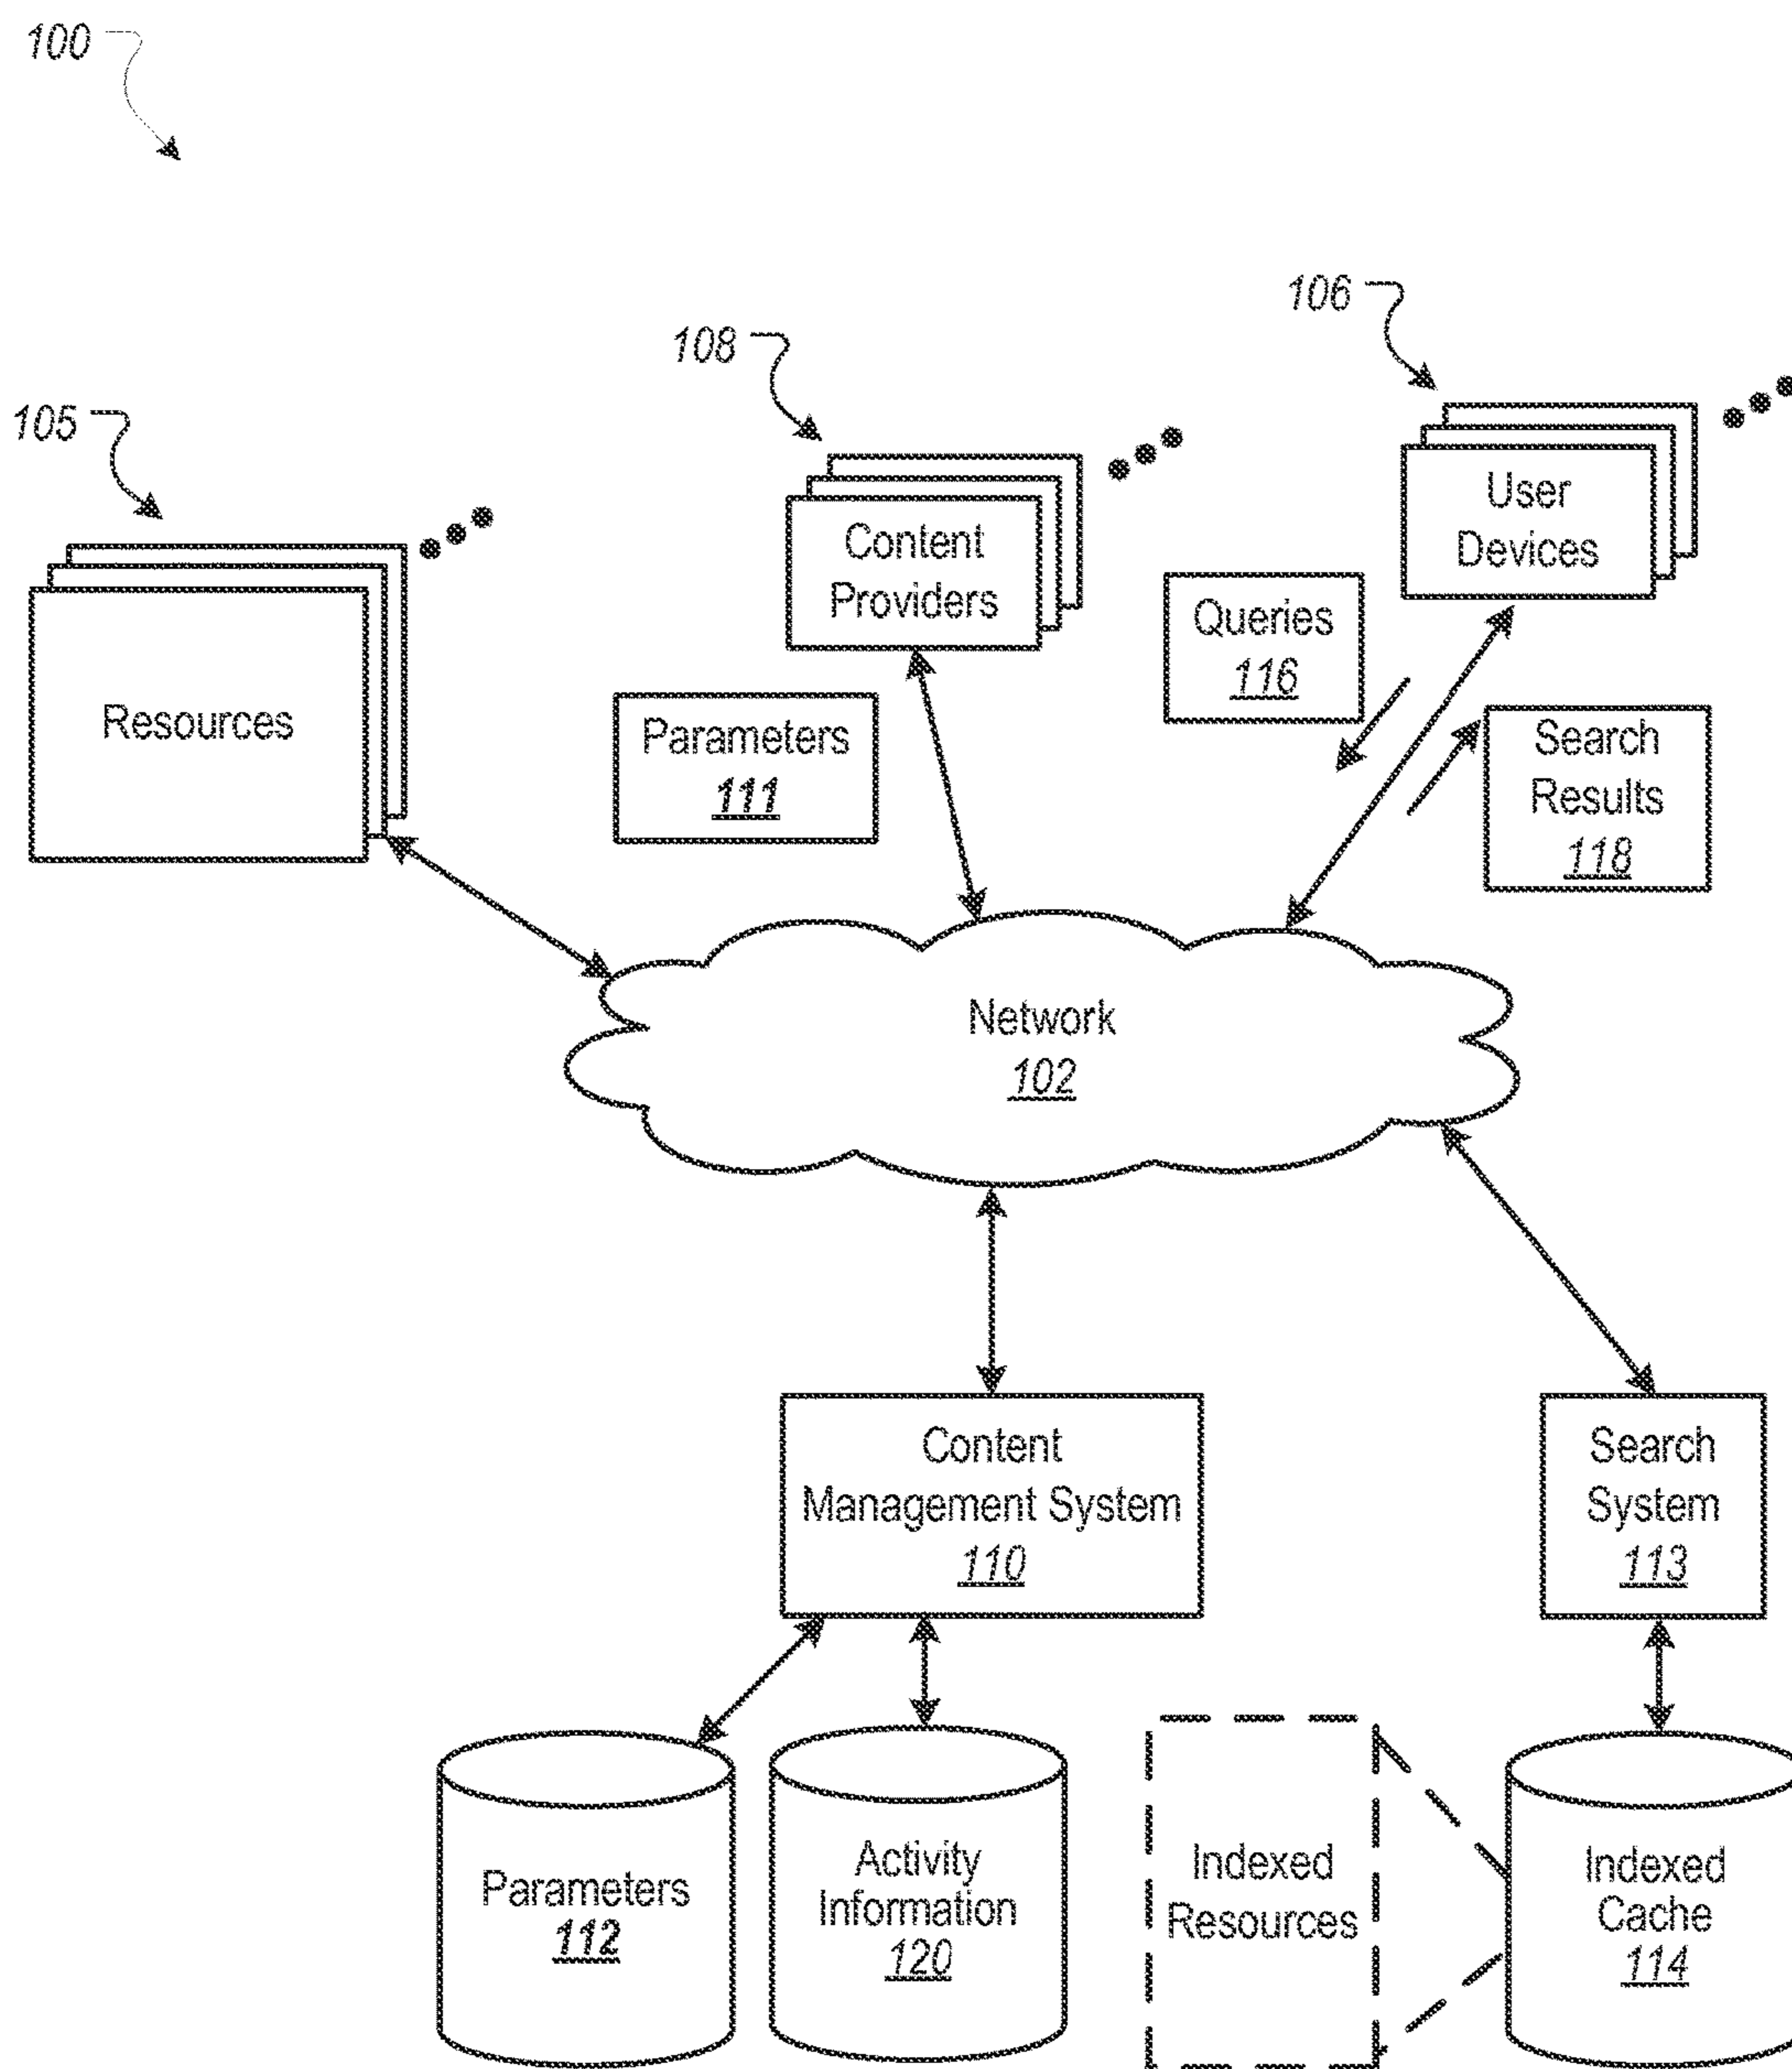 100
106
108
105
User
Devices
Content
Providers
Queries
116
Resources
Parameters
111
Search
Results
118
Network
102
Content
Management System
110
Search
System
113
Parameters
112
Activity
Information
120
Indexed
Resources
Indexed
Cache
114